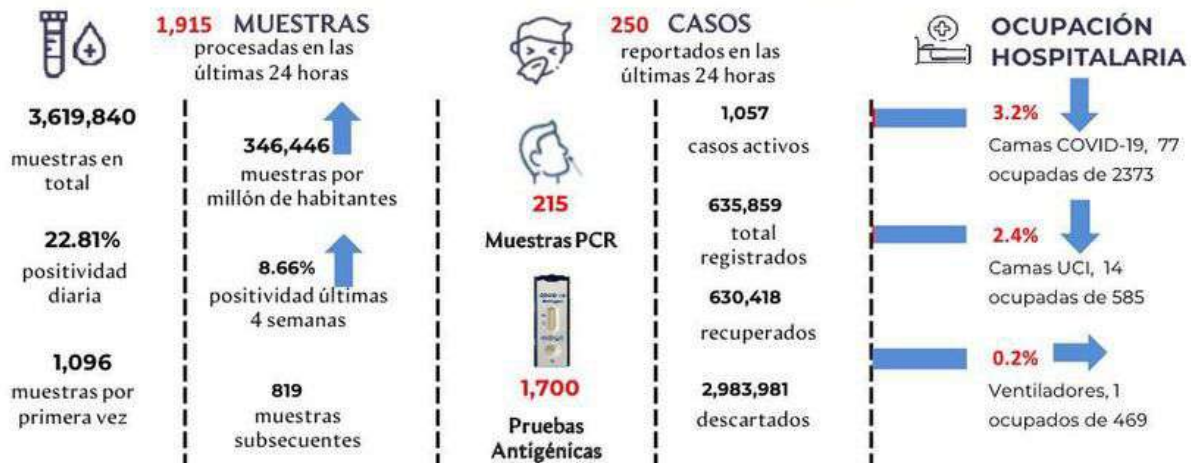 1,915 MUESTRAS
procesadas en las
últimas 24 horas
3,619,840
muestras en
total
22.81%
positividad
diaria
1,096
muestras por
primera vez
346,446
muestras por
millón de habitantes
8.66%
positividad últimas
4 semanas
819
muestras
subsecuentes
250 CASOS
reportados en las
últimas 24 horas
215
Muestras PCR
1,700
Pruebas
Antigénicas
1,057
casos activos
635,859
total
registrados
630,418
recuperados
2,983,981
descartados
OCUPACIÓN
HOSPITALARIA
3.2%
Camas COVID-19, 77
ocupadas de 2373
2.4%
Camas UCI, 14
ocupadas de 585
0.2%
Ventiladores, 1
ocupados de 469